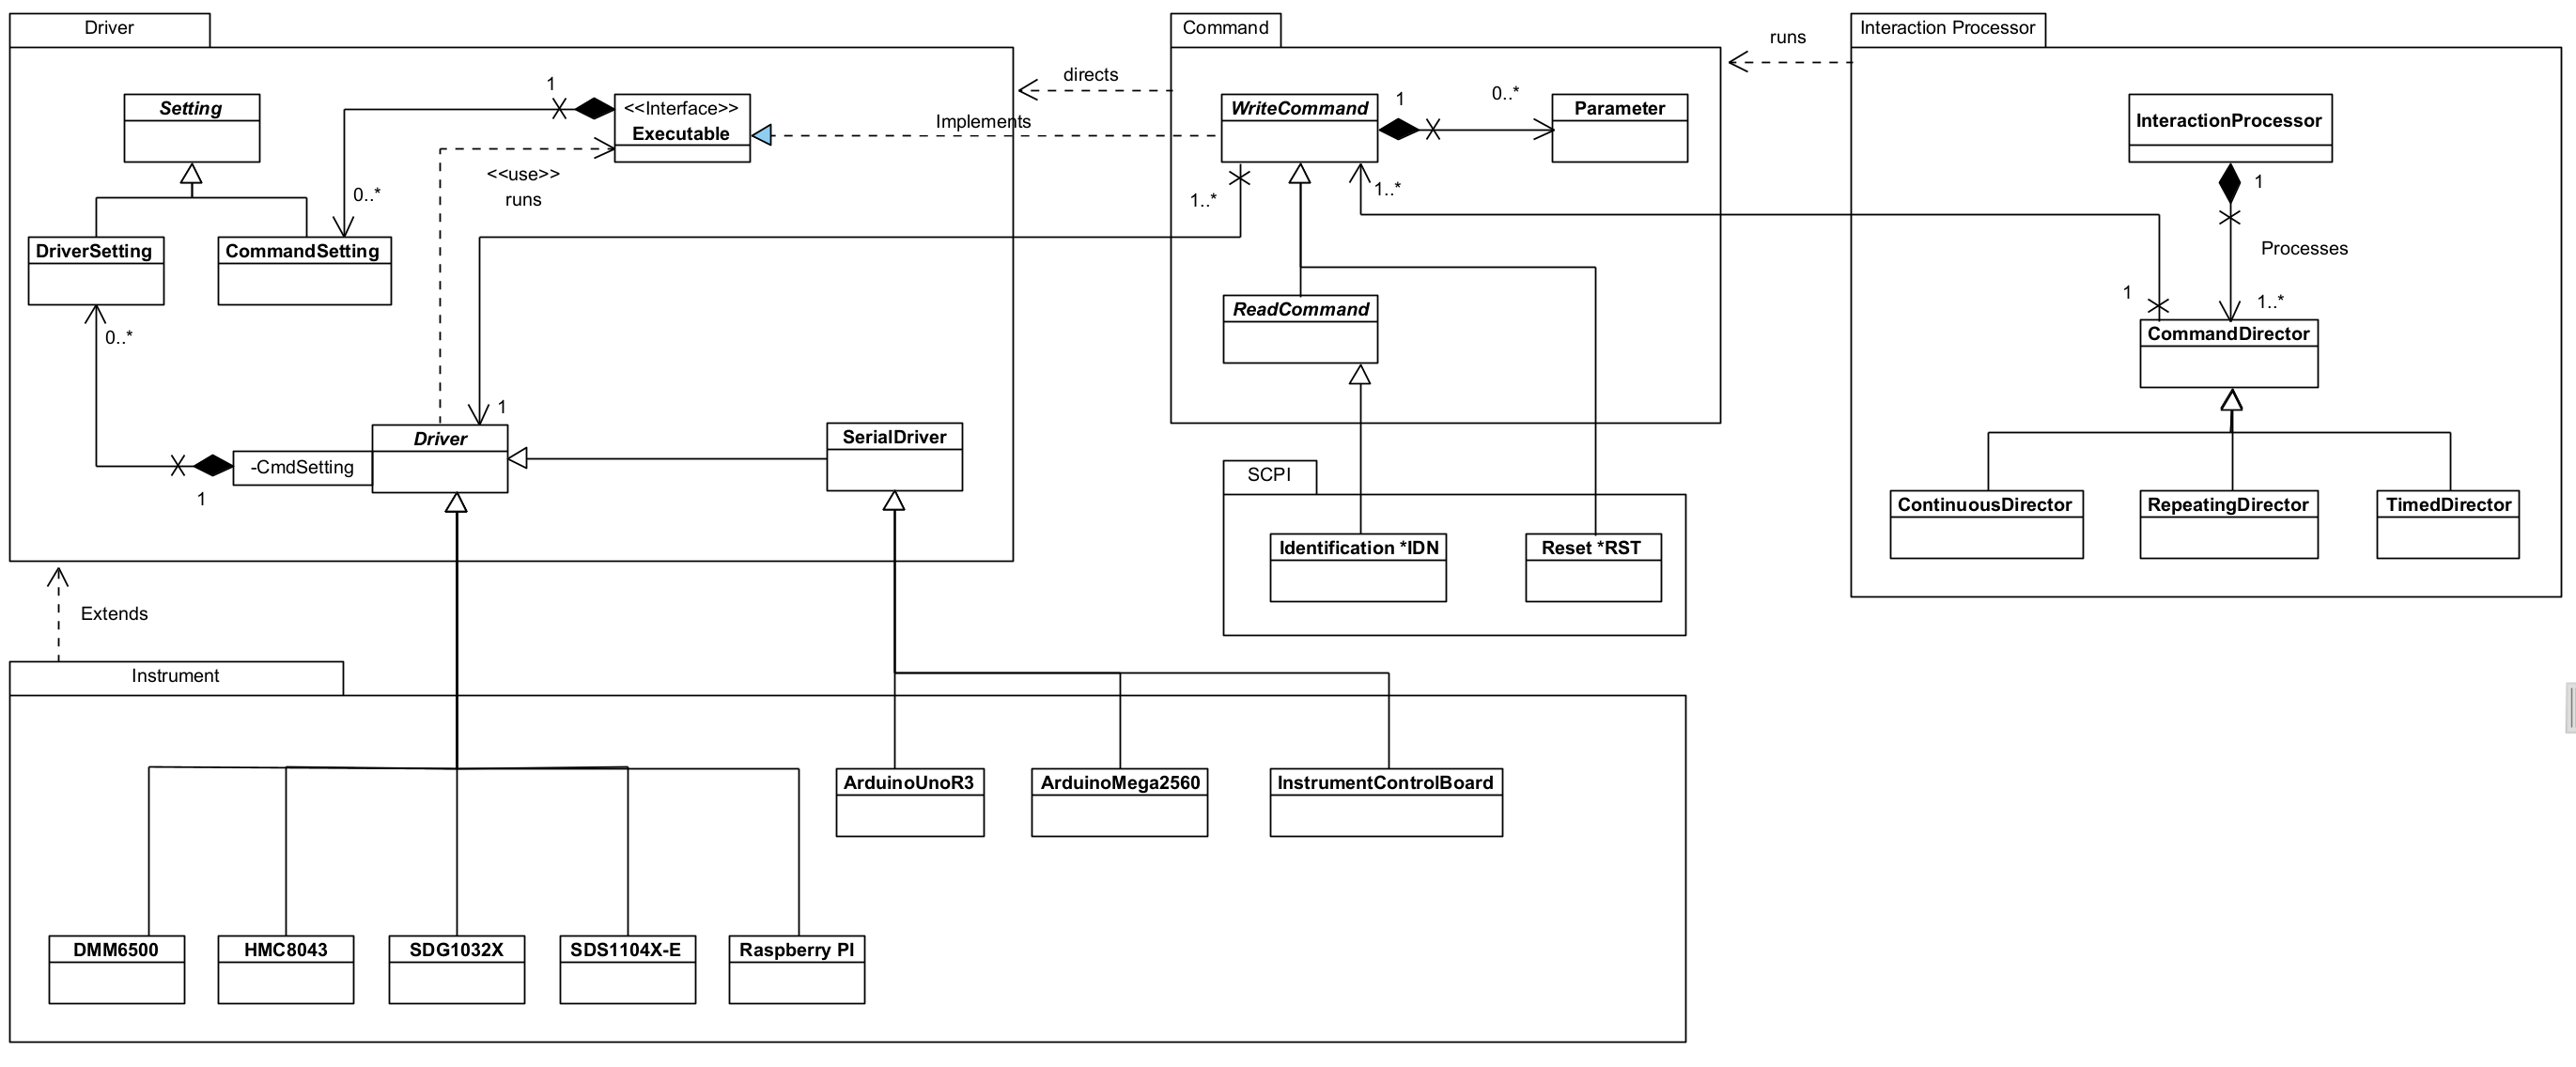 Driver
Command
Interaction Processor
runs
directs
1
Setting
<<Interface>>
Executable
Implements
WriteCommand
1
0..*
Parameter
InteractionProcessor
<<use>>
runs
0..*
1..*
1..*
1
Processes
DriverSetting
CommandSetting
ReadCommand
1
1..*
CommandDirector
0..*
1
Driver
SerialDriver
-CmdSetting
1
SCPI
ContinuousDirector
RepeatingDirector
TimedDirector
Identification *IDN
Reset *RST
Extends
Instrument
ArduinoUnoR3
ArduinoMega2560
InstrumentControlBoard
DMM6500
HMC8043
SDG1032X
SDS1104X-E
Raspberry PI